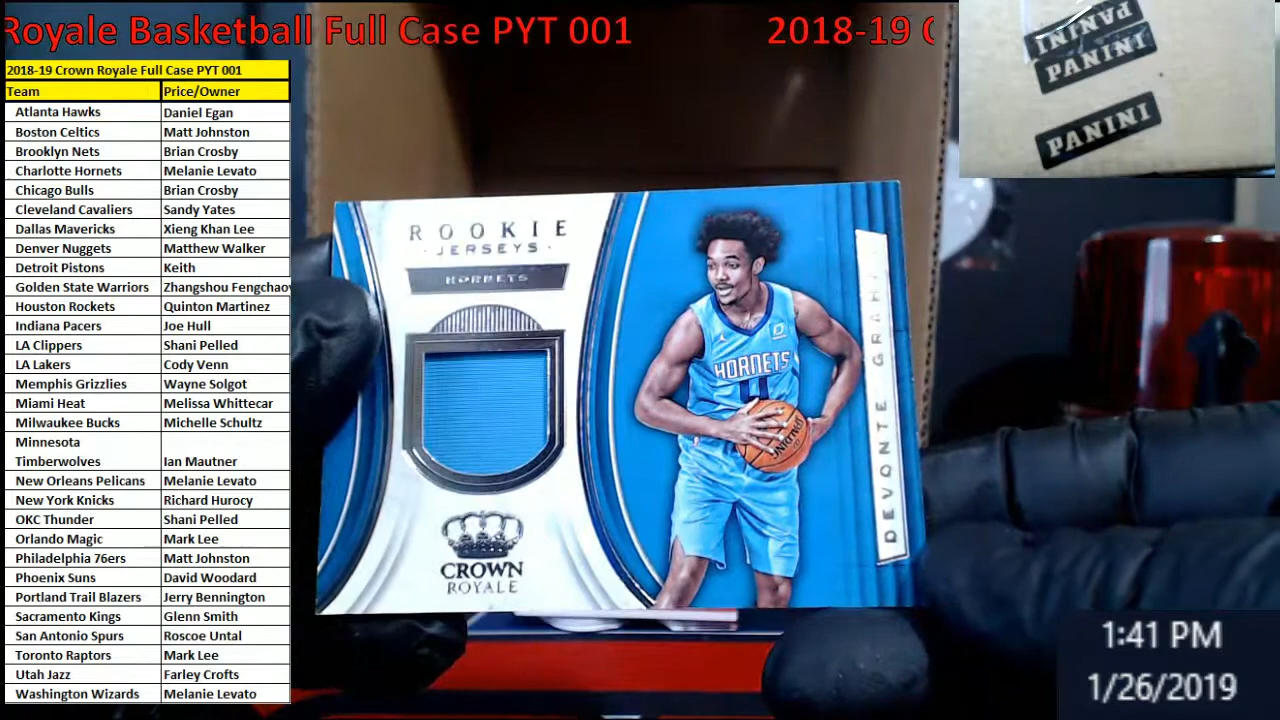 Royale Basketball Full Case PYT 001 2018-19 C
2018-19 Crown Royale Full Case PYT 001
Team Price/Owner
Atlanta Hawks Daniel Egan
Boston Celtics Matt Johnston
Brooklyn Nets Brian Crosby
Charlotte Hornets Melanie Levato
Chicago Bulls Brian Crosby
Cleveland Cavaliers Sandy Yates
Dallas Mavericks Xieng Khan Lee
Denver Nuggets Matthew Walker
Detroit Pistons Keith
Golden State Warriors Zhangshou Fengchaov
Houston Rockets Quinton Martinez
Indiana Pacers Joe Hull
LA Clippers Shani Pelled
LA Lakers Cody Venn
Memphis Grizzlies Wayne Solgot
Miami Heat Melissa Whittecar
Milwaukee Bucks Michelle Schultz
Minnesota
Timberwolves Ian Mautner
New Orleans Pelicans Melanie Levato
New York Knicks Richard Hurocy
OKC Thunder Shani Pelled
Orlando Magic Mark Lee
Philadelphia 76ers Matt Johnston
Phoenix Suns David Woodard
Portland Trail Blazers Jerry Bennington
Sacramento Kings Glenn Smith
San Antonio Spurs Roscoe Untal
Toronto Raptors Mark Lee
Utah Jazz Farley Crofts
Washington Wizards Melanie Levato
PANINI
PANINI
PANINI
ROOKIE
JERSEYS
HORNETS
CROWN
ROYALE
HORNETS
4
SPALDING
DEVONTE GRAH
1:41 PM
1/26/2019